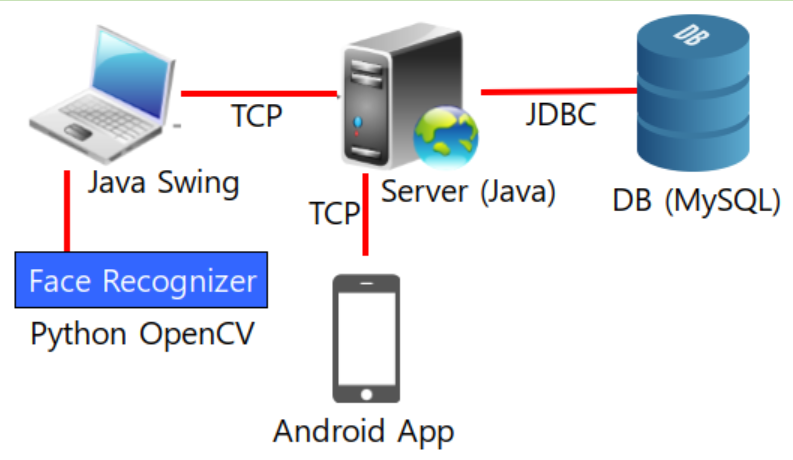 DB
TCP
JDBC
Java Swing
Server (Java)
DB (MySQL)
TCP
Face Recognizer
Python OpenCV
Android App